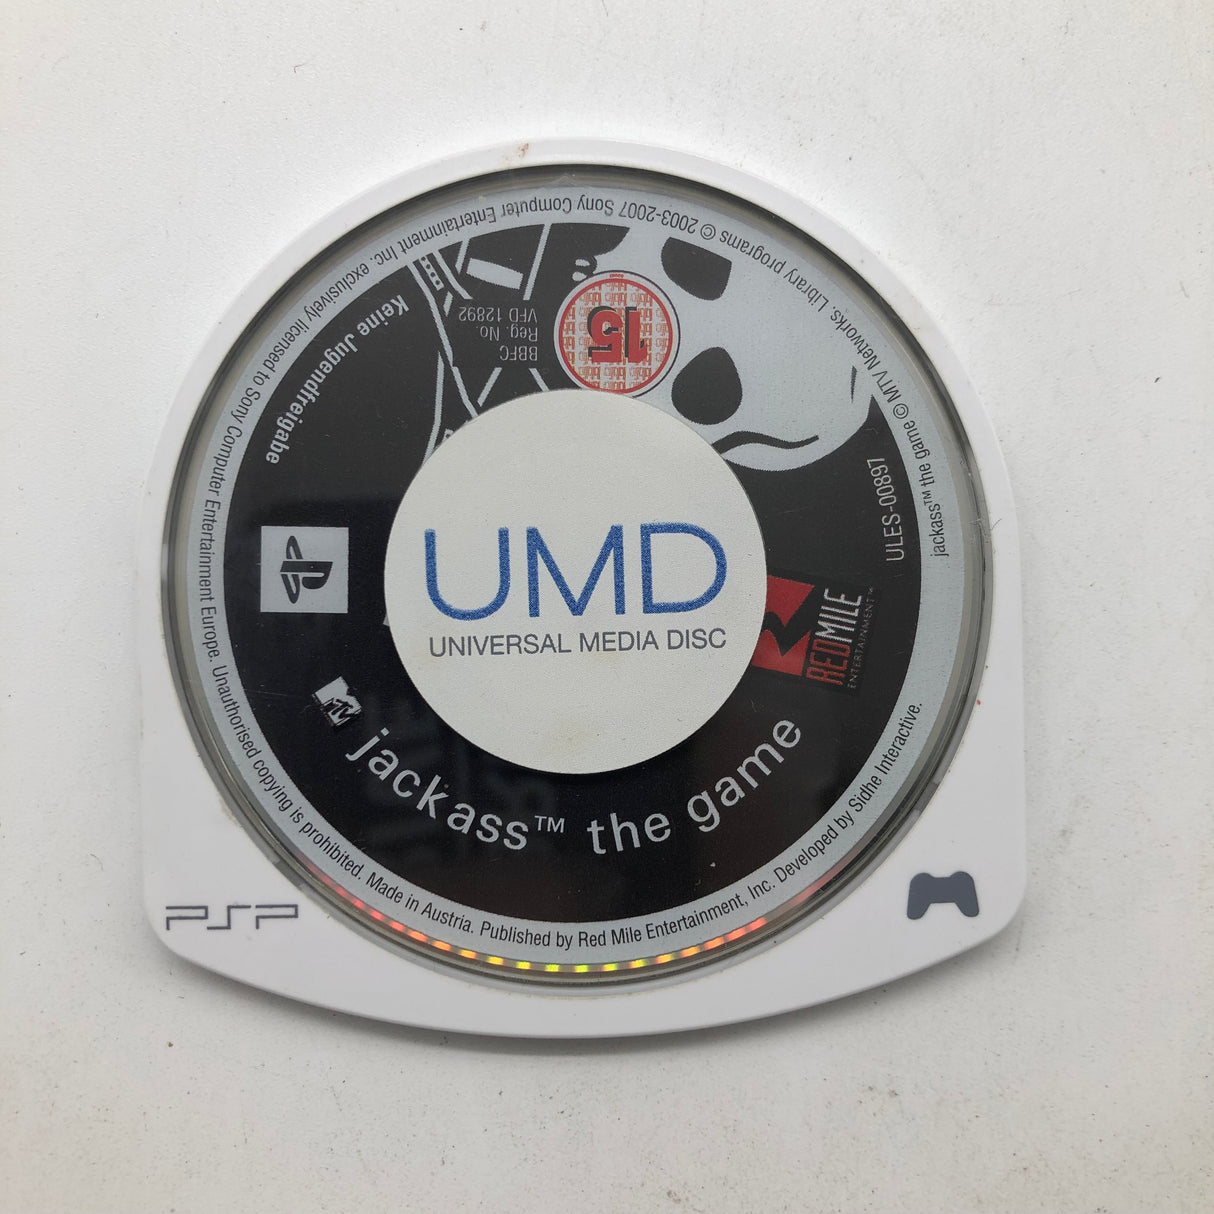 UMD
UNIVERSAL MEDIA DISC
jackass™ the game
MTV
REDMILE
ENTERTAINMENT™
ULES-00897
15
BBFC
Reg. No.
VFD 12892
Keine Jugendfreigabe
jackass™ the game © MTV Networks. Library programs © 2003-2007 Sony Computer Entertainment Inc. exclusively licensed to Sony Computer Entertainment Europe. Unauthorised copying is prohibited. Made in Austria. Published by Red Mile Entertainment, Inc. Developed by Sidhe Interactive.
PSP